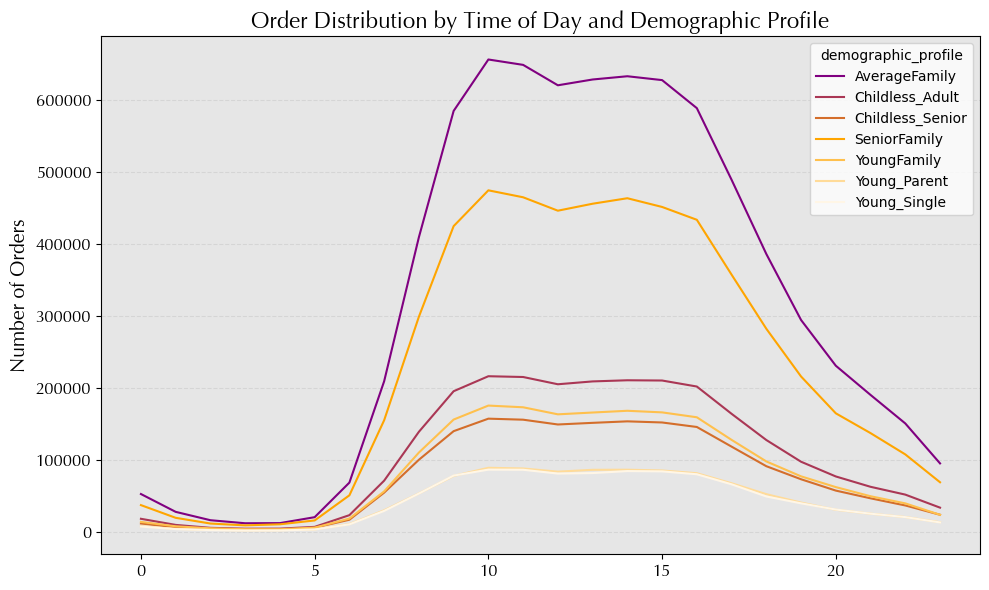 Order Distribution by Time of Day and Demographic Profile
Number of Orders
600000
500000
400000
300000
200000
100000
0
0 5 10 15 20
demographic_profile
AverageFamily
Childless_Adult
Childless_Senior
SeniorFamily
YoungFamily
Young_Parent
Young_Single